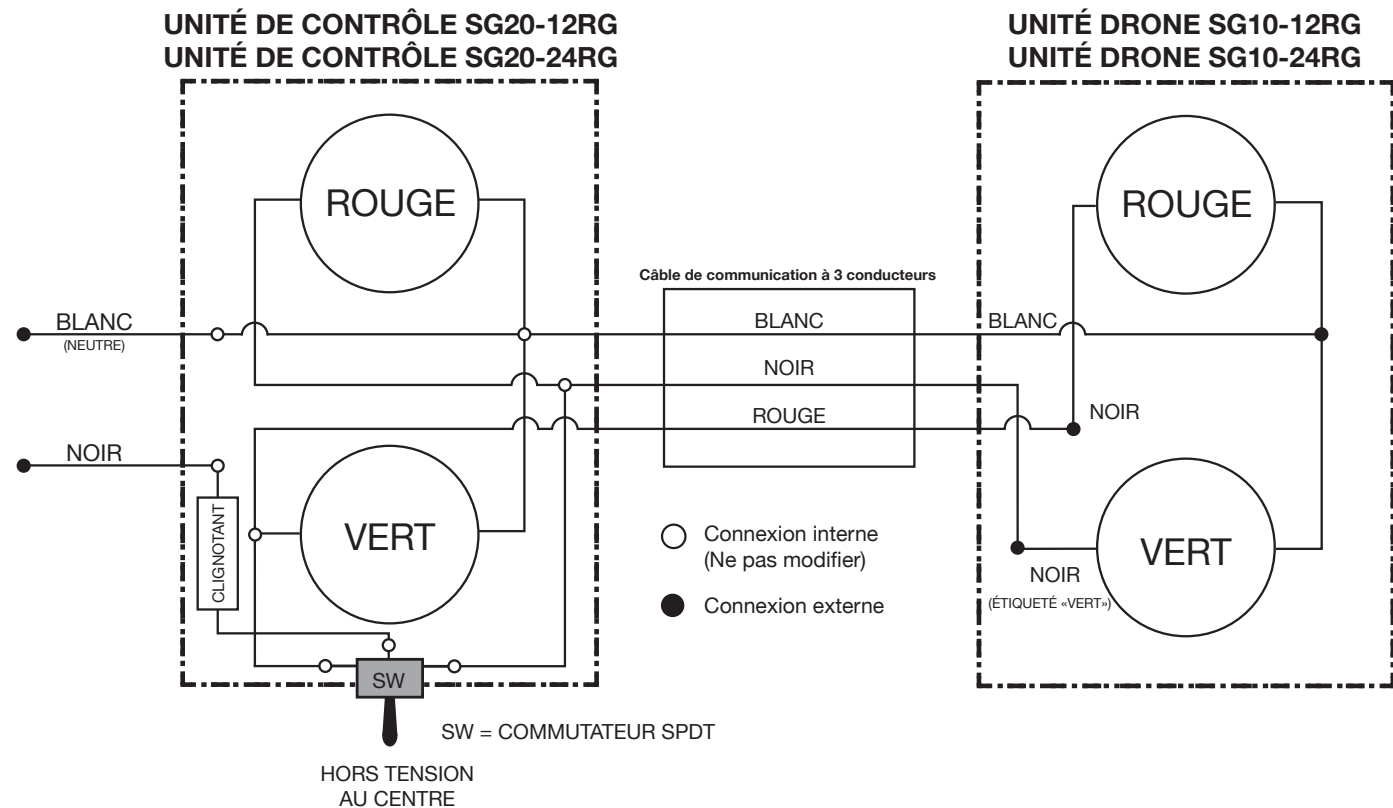 UNITÉ DE CONTRÔLE SG20-12RG
UNITÉ DE CONTRÔLE SG20-24RG
UNITÉ DRONE SG10-12RG
UNITÉ DRONE SG10-24RG
ROUGE
ROUGE
Câble de communication à 3 conducteurs
BLANC
(NEUTRE)
BLANC
BLANC
NOIR
ROUGE
NOIR
NOIR
CLIGNOTANT
VERT
Connexion interne
(Ne pas modifier)
Connexion externe
VERT
NOIR
(ÉTIQUETÉ «VERT»)
SW
SW = COMMUTATEUR SPDT
HORS TENSION
AU CENTRE